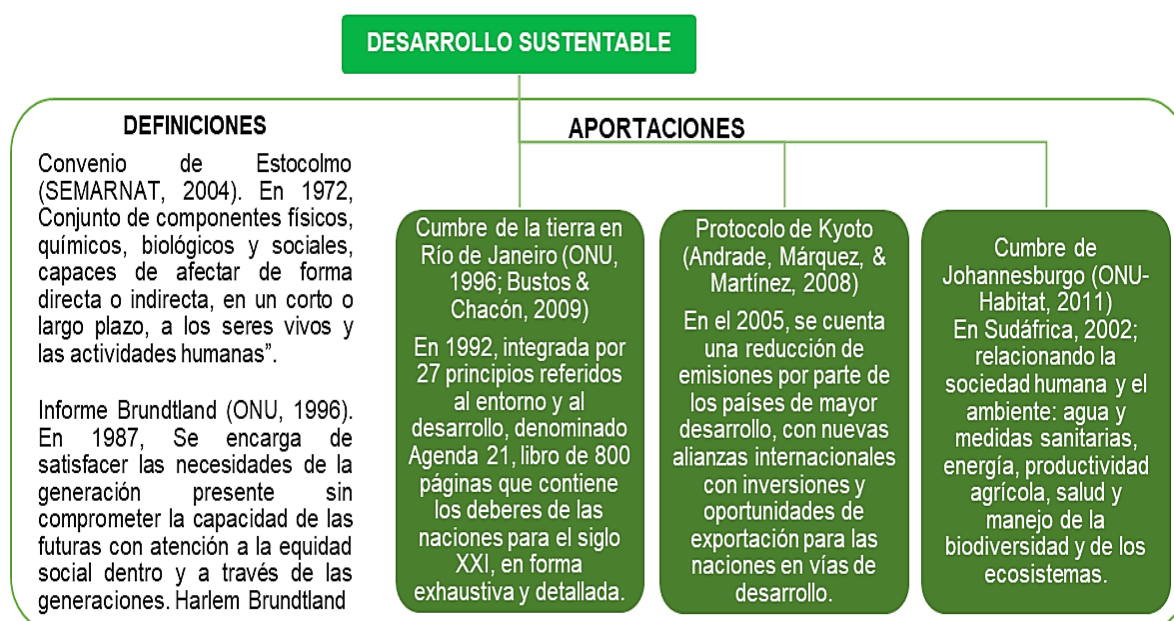 DESARROLLO SUSTENTABLE
DEFINICIONES
Convenio de Estocolmo
(SEMARNAT, 2004). En 1972,
Conjunto de componentes físicos,
químicos, biológicos y sociales,
capaces de afectar de forma
directa o indirecta, en un corto o
largo plazo, a los seres vivos y
las actividades humanas”.
Informe Brundtland (ONU, 1996).
En 1987, Se encarga de
satisfacer las necesidades de la
generación presente sin
comprometer la capacidad de las
futuras con atención a la equidad
social dentro y a través de las
generaciones. Harlem Brundtland
APORTACIONES
Cumbre de la tierra en
Río de Janeiro (ONU,
1996; Bustos &
Chacón, 2009)
En 1992, integrada por
27 principios referidos
al entorno y al
desarrollo, denominado
Agenda 21, libro de 800
páginas que contiene
los deberes de las
naciones para el siglo
XXI, en forma
exhaustiva y detallada.
Protocolo de Kyoto
(Andrade, Márquez, &
Martínez, 2008)
En el 2005, se cuenta
una reducción de
emisiones por parte de
los países de mayor
desarrollo, con nuevas
alianzas internacionales
con inversiones y
oportunidades de
exportación para las
naciones en vías de
desarrollo.
Cumbre de
Johannesburgo (ONU-
Habitat, 2011)
En Sudáfrica, 2002;
relacionando la
sociedad humana y el
ambiente: agua y
medidas sanitarias,
energía, productividad
agrícola, salud y
manejo de la
biodiversidad y de los
ecosistemas.